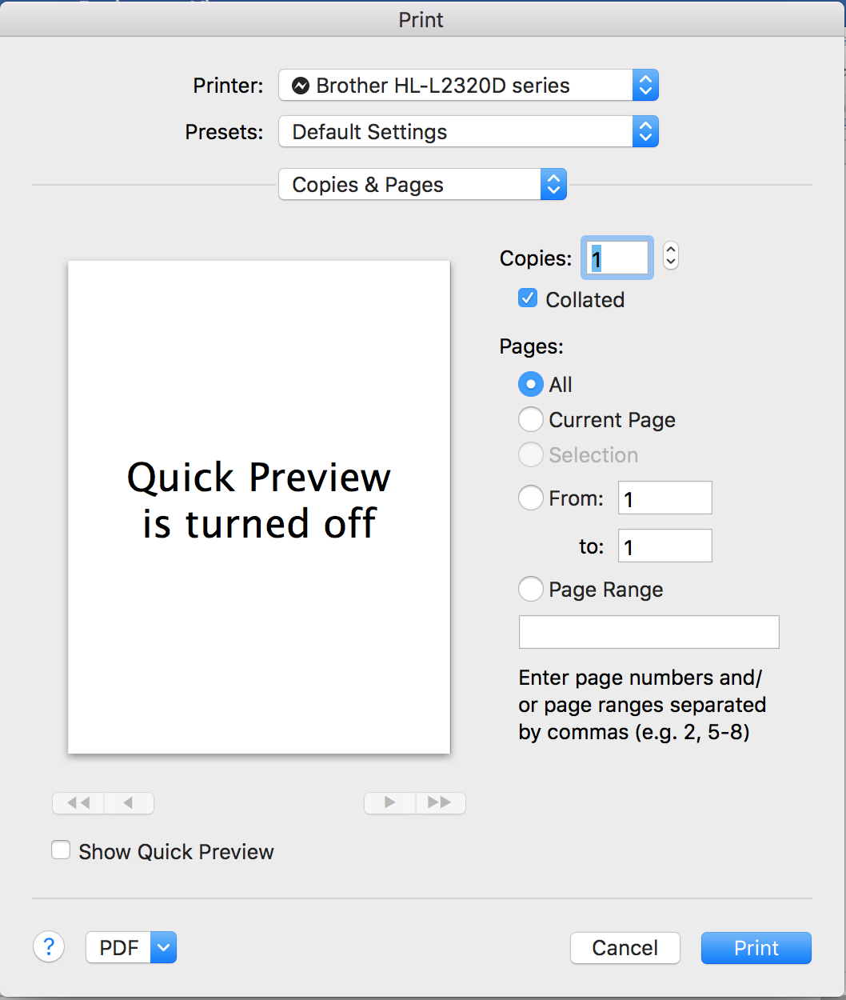 Print
Printer: Brother HL-L2320D series
Presets: Default Settings
Copies & Pages
Copies: 1
Collated
Pages:
All
Current Page
Selection
From: 1
to: 1
Page Range
Enter page numbers and/
or page ranges separated
by commas (e.g. 2, 5-8)
Quick Preview
is turned off
Show Quick Preview
? PDF Cancel Print